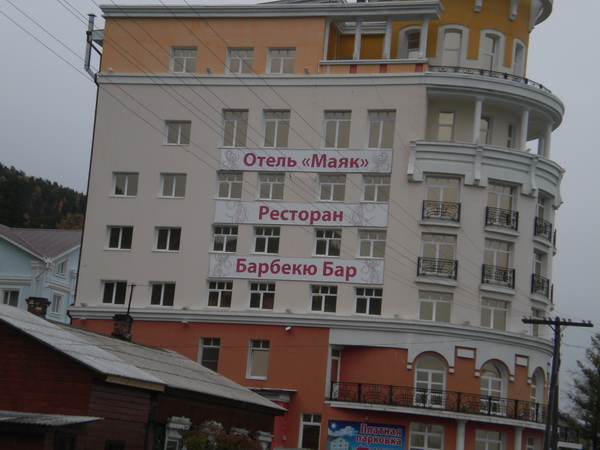 Отель «Маяк»
Ресторан
Барбекю Бар
Платная
парковка